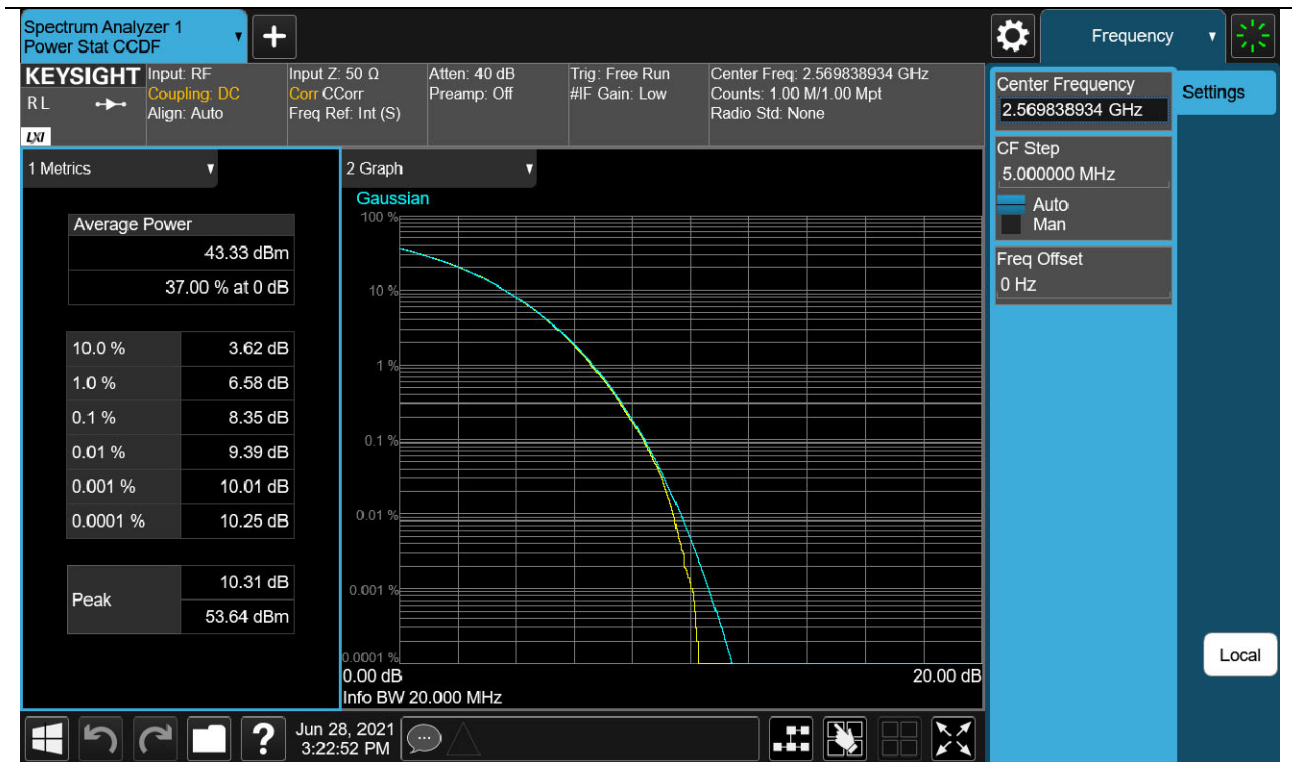 Spectrum Analyzer 1
Power Stat CCDF
Frequency
KEYSIGHT
RL
LXI
Input: RF
Coupling: DC
Align: Auto
Input Z: 50 Ω
Corr CCorr
Freq Ref: Int (S)
Atten: 40 dB
Preamp: Off
Trig: Free Run
#IF Gain: Low
Center Freq: 2.569838934 GHz
Counts: 1.00 M/1.00 Mpt
Radio Std: None
1 Metrics
Average Power
43.33 dBm
37.00 % at 0 dB
10.0 % 3.62 dB
1.0 % 6.58 dB
0.1 % 8.35 dB
0.01 % 9.39 dB
0.001 % 10.01 dB
0.0001 % 10.25 dB
Peak
10.31 dB
53.64 dBm
2 Graph
Gaussian
100 %
10 %
1 %
0.1 %
0.01 %
0.001 %
0.0001 %
0.00 dB 20.00 dB
Info BW 20.000 MHz
Center Frequency
2.569838934 GHz
CF Step
5.000000 MHz
Auto
Man
Freq Offset
0 Hz
Settings
Local
?
Jun 28, 2021
3:22:52 PM